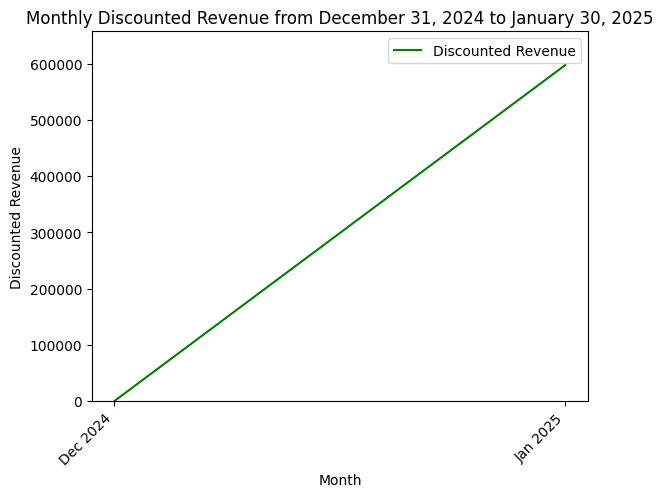 Monthly Discounted Revenue from December 31, 2024 to January 30, 2025
Discounted Revenue
600000
500000
400000
300000
200000
100000
0
Discounted Revenue
Dec 2024
Jan 2025
Month